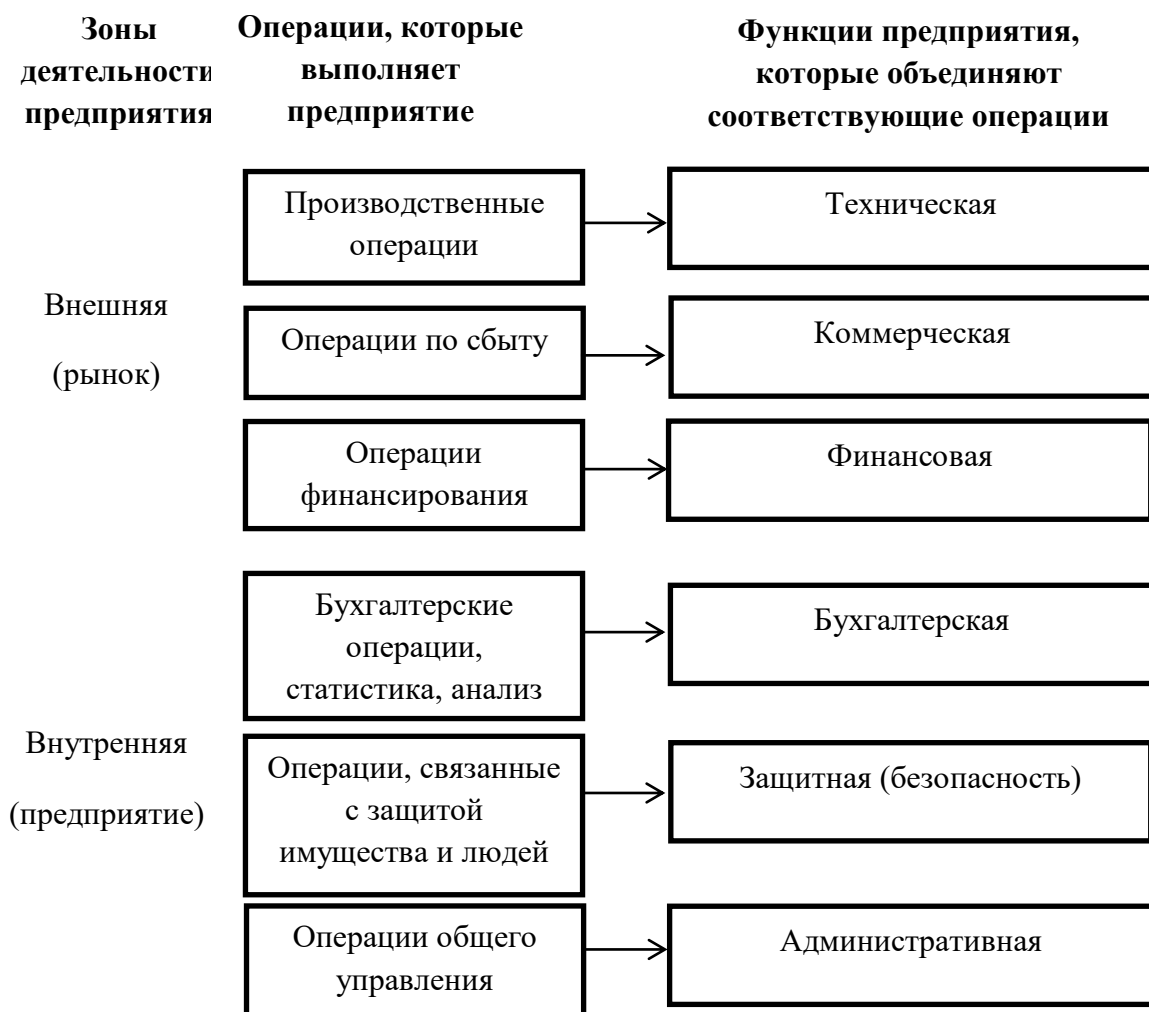 Зоны
деятельности
предприятия
Операции, которые
выполняет
предприятие
Функции предприятия,
которые объединяют
соответствующие операции
Внешняя
(рынок)
Производственные
операции
Техническая
Операции по сбыту
Коммерческая
Операции
финансирования
Финансовая
Внутренняя
(предприятие)
Бухгалтерские
операции,
статистика, анализ
Бухгалтерская
Операции, связанные
с защитой
имущества и людей
Защитная (безопасность)
Операции общего
управления
Административная